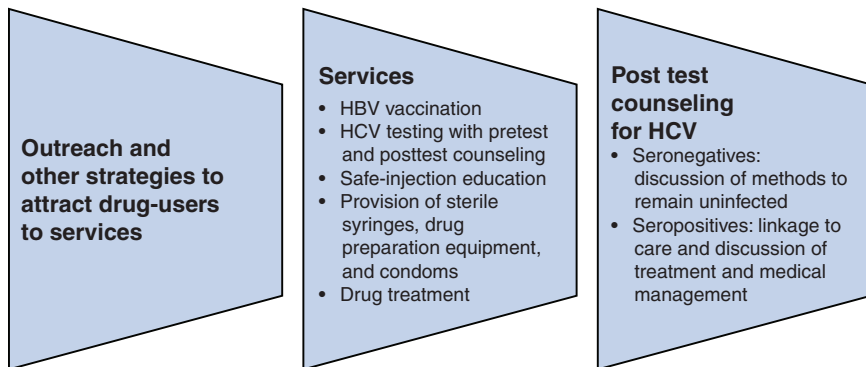 Outreach and
other strategies to
attract drug-users
to services
Services
• HBV vaccination
• HCV testing with pretest
and posttest counseling
• Safe-injection education
• Provision of sterile
syringes, drug
preparation equipment,
and condoms
• Drug treatment
Post test
counseling
for HCV
• Seronegatives:
discussion of methods to
remain uninfected
• Seropositives: linkage to
care and discussion of
treatment and medical
management